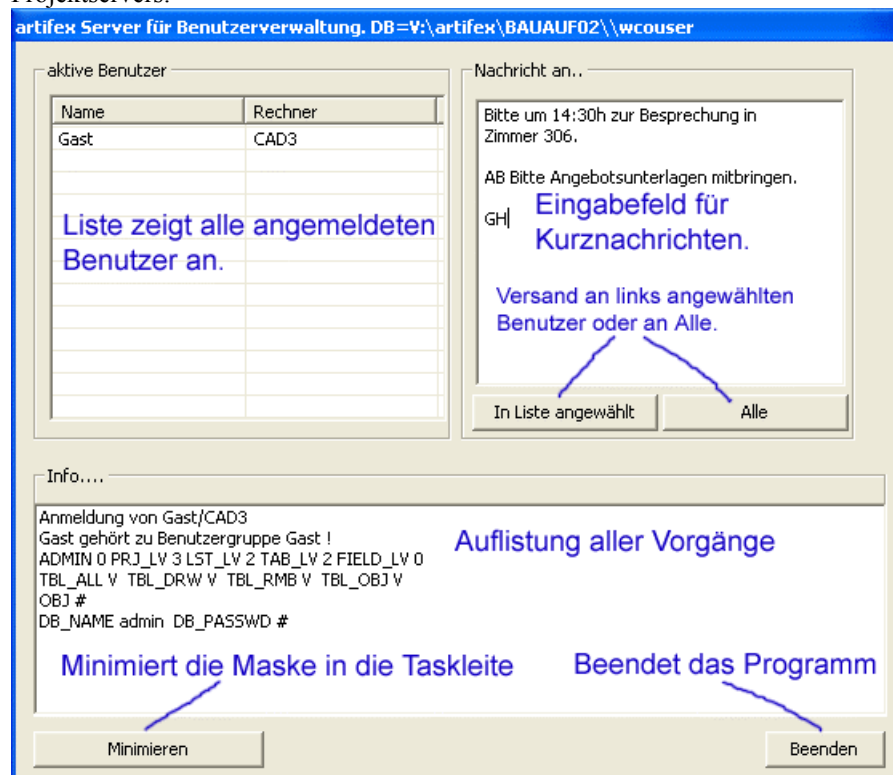 Projektservers:
artifex Server für Benutzerverwaltung. DB=V:\artifex\BAUAUF02\\wcouser
aktive Benutzer
Name Rechner
Gast CAD3
Liste zeigt alle angemeldeten
Benutzer an.
Nachricht an..
Bitte um 14:30h zur Besprechung in
Zimmer 306.
AB Bitte Angebotsunterlagen mitbringen.
GH
Eingabefeld für
Kurznachrichten.
Versand an links angewählten
Benutzer oder an Alle.
In Liste angewählt
Alle
Info....
Anmeldung von Gast/CAD3
Gast gehört zu Benutzergruppe Gast !
ADMIN 0 PRJ_LV 3 LST_LV 2 TAB_LV 2 FIELD_LV 0
TBL_ALL V TBL_DRW V TBL_RMB V TBL_OBJ V
OBJ #
DB_NAME admin DB_PASSWD #
Auflistung aller Vorgänge
Minimiert die Maske in die Taskleite
Beendet das Programm
Minimieren
Beenden